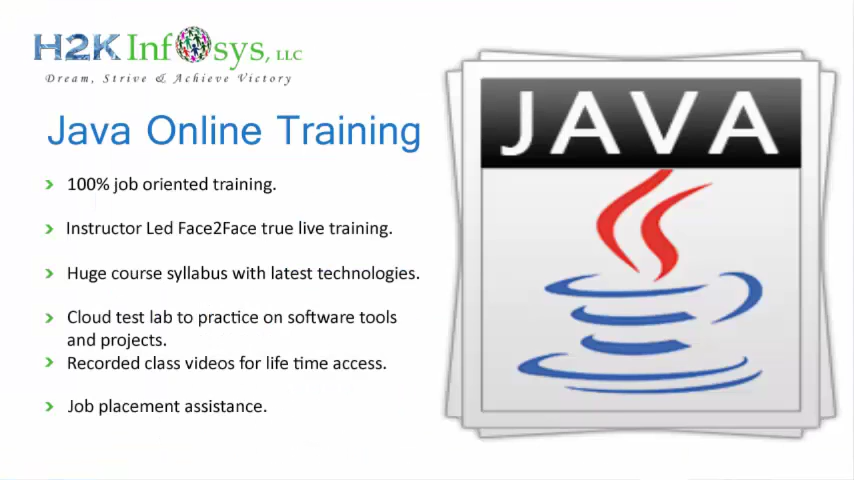 H2K Infosys, LLC
Dream, Strive & Achieve Victory
Java Online Training
100% job oriented training.
Instructor Led Face2Face true live training.
Huge course syllabus with latest technologies.
Cloud test lab to practice on software tools
and projects.
Recorded class videos for life time access.
Job placement assistance.
JAVA